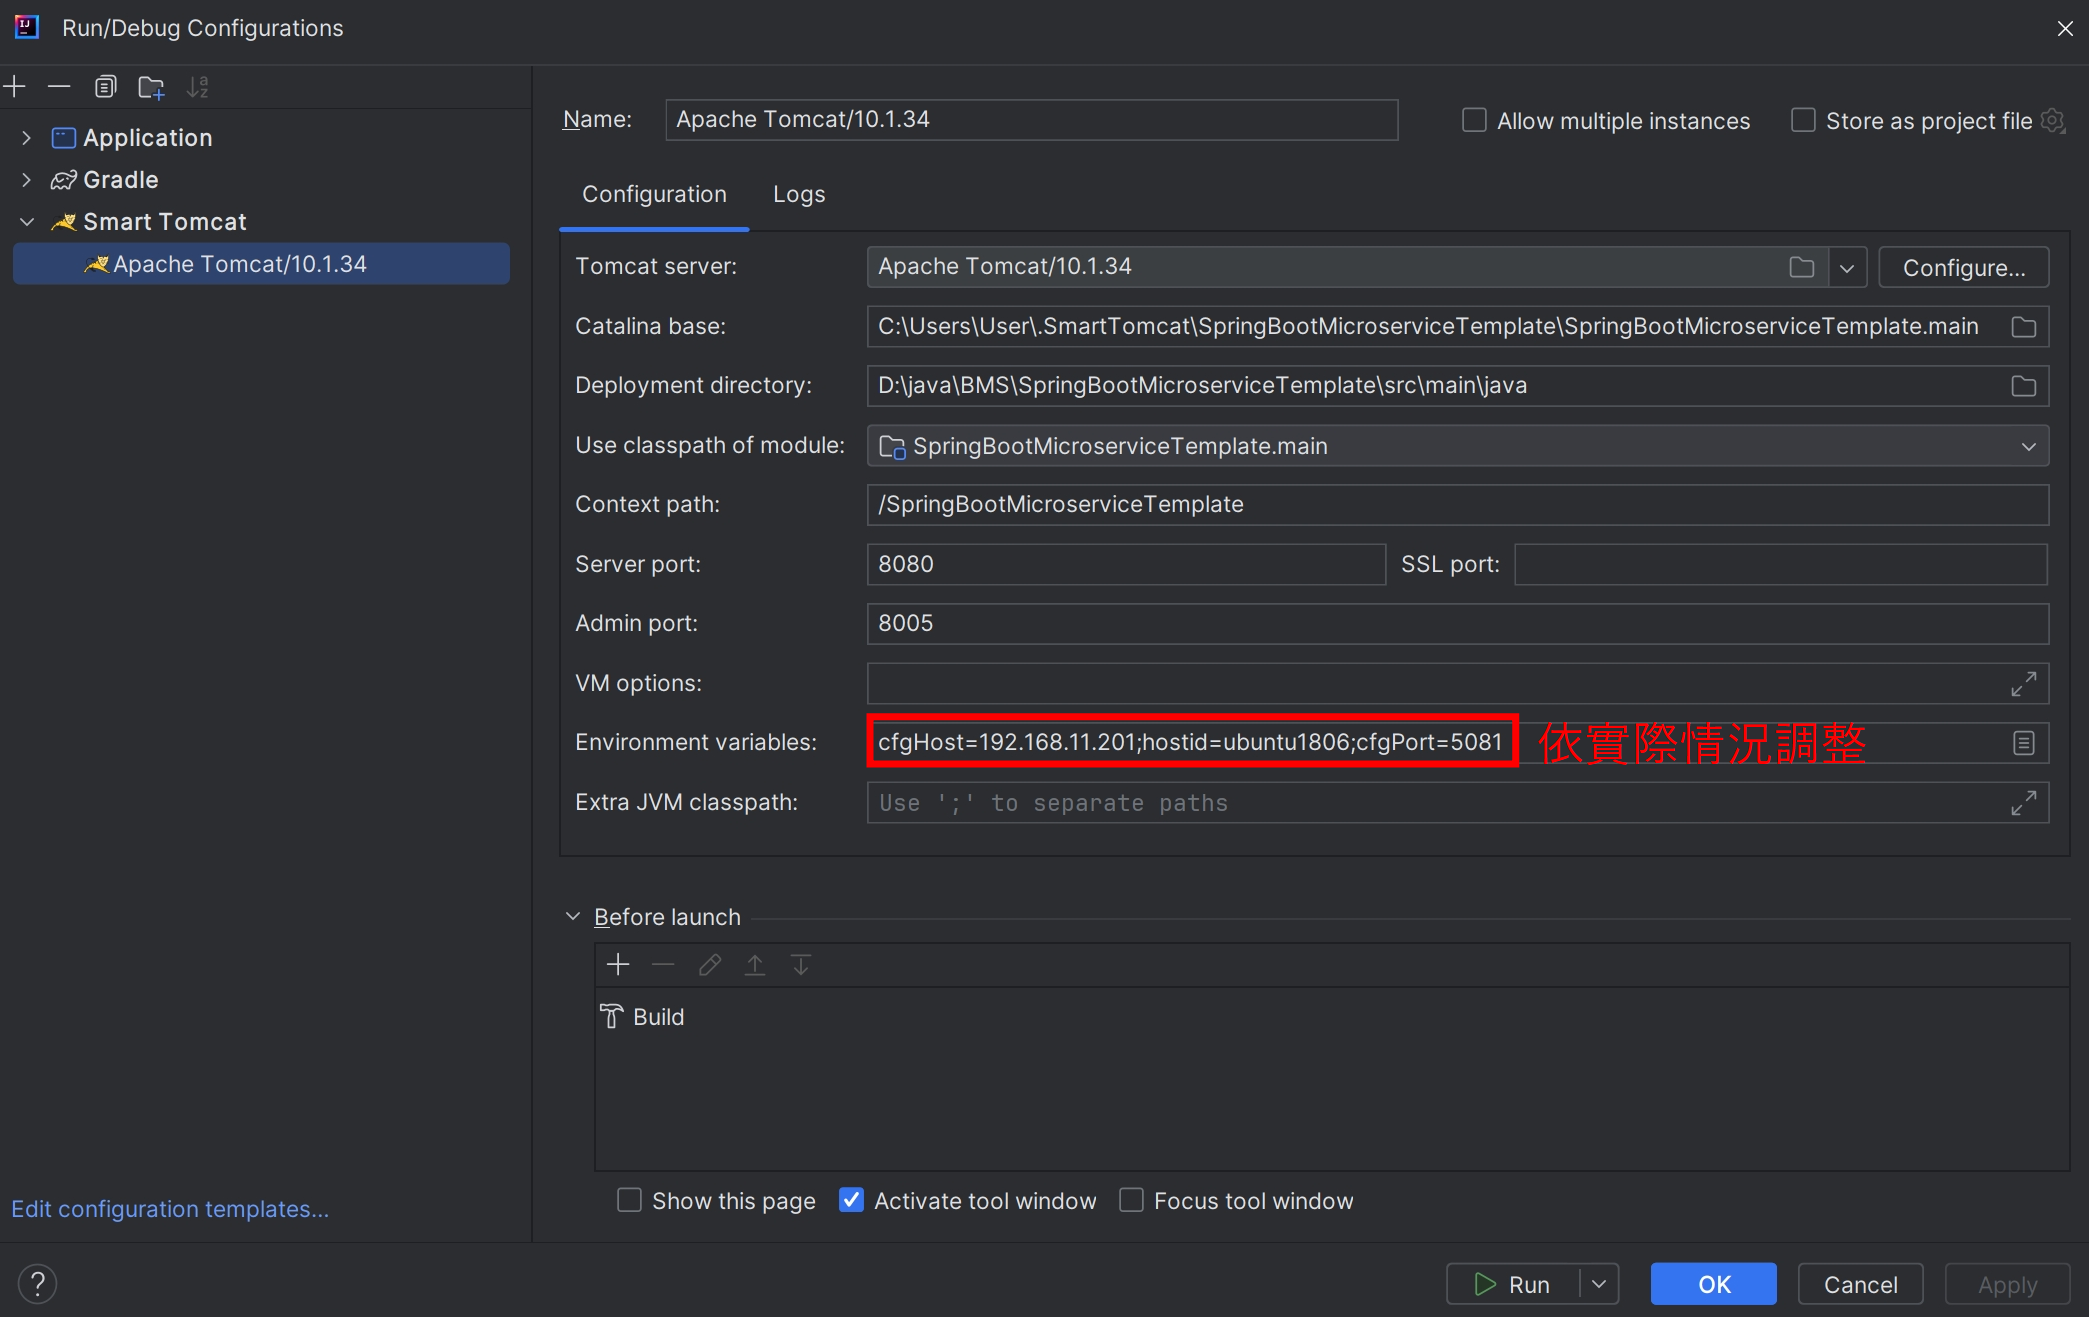 Run/Debug Configurations
Application
Gradle
Smart Tomcat
Apache Tomcat/10.1.34
Edit configuration templates...
Name: Apache Tomcat/10.1.34 Allow multiple instances Store as project file
Configuration Logs
Tomcat server: Apache Tomcat/10.1.34 Configure...
Catalina base: C:\Users\User\.SmartTomcat\SpringBootMicroserviceTemplate\SpringBootMicroserviceTemplate.main
Deployment directory: D:\java\BMS\SpringBootMicroserviceTemplate\src\main\java
Use classpath of module: SpringBootMicroserviceTemplate.main
Context path: /SpringBootMicroserviceTemplate
Server port: 8080 SSL port:
Admin port: 8005
VM options:
Environment variables: cfgHost=192.168.11.201;hostid=ubuntu1806;cfgPort=5081 依實際情況調整
Extra JVM classpath: Use ';' to separate paths
Before launch
Build
Show this page Activate tool window Focus tool window
? Run OK Cancel Apply